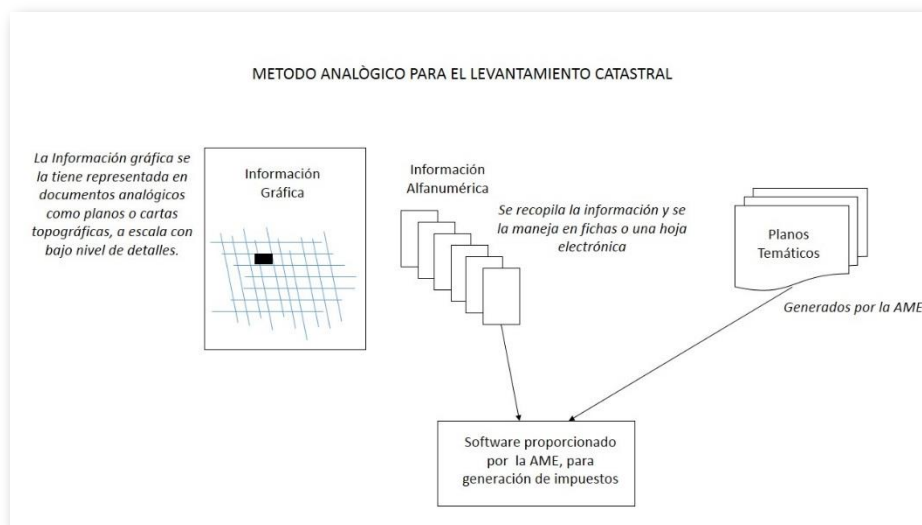 METODO ANALÒGICO PARA EL LEVANTAMIENTO CATASTRAL
La Información gráfica se
la tiene representada en
documentos analógicos
como planos o cartas
topográficas, a escala con
bajo nivel de detalles.
Información
Gráfica
Información
Alfanumérica
Se recopila la información y se
la maneja en fichas o una hoja
electrónica
Planos
Temáticos
Generados por la AME
Software proporcionado
por la AME, para
generación de impuestos